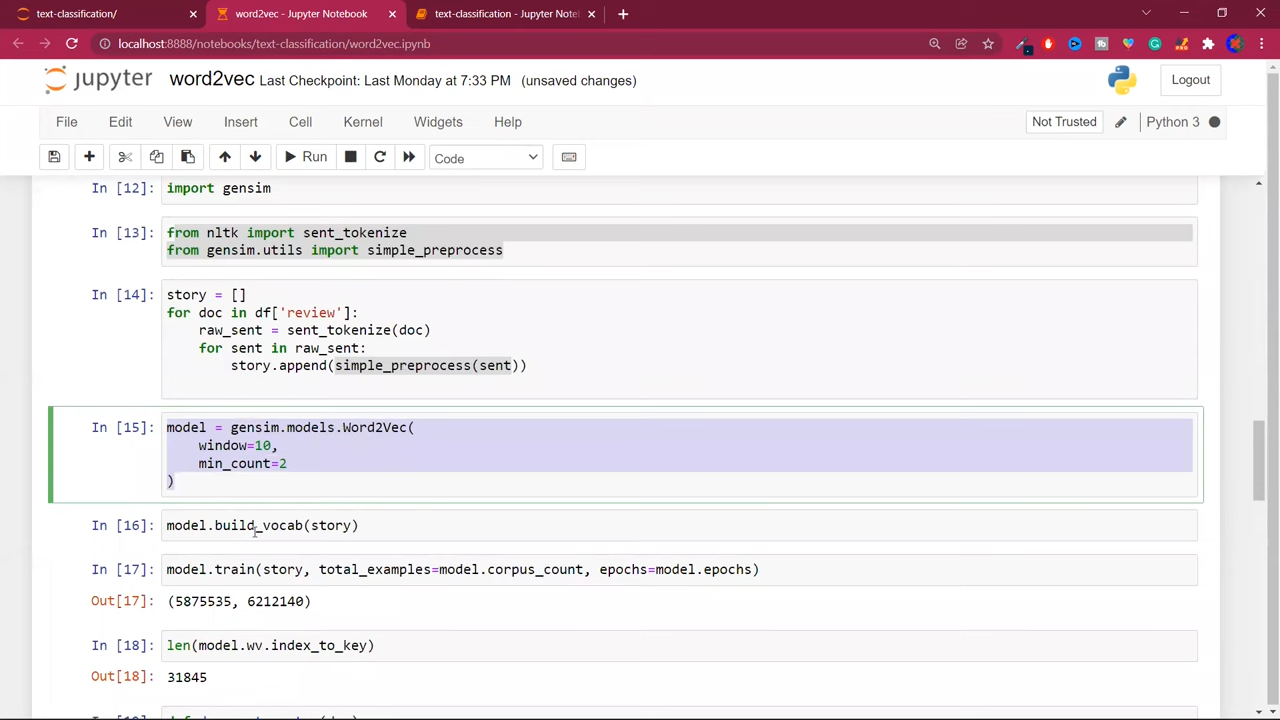 text-classification/
word2vec - Jupyter Notebook
text-classification - Jupyter Note
localhost:8888/notebooks/text-classification/word2vec.ipynb
jupyter word2vec Last Checkpoint: Last Monday at 7:33 PM (unsaved changes)
Logout
File Edit View Insert Cell Kernel Widgets Help
Not Trusted
Python 3
Run
Code
In [12]: import gensim
In [13]: from nltk import sent_tokenize
from gensim.utils import simple_preprocess
In [14]: story = []
for doc in df['review']:
raw_sent = sent_tokenize(doc)
for sent in raw_sent:
story.append(simple_preprocess(sent))
In [15]: model = gensim.models.Word2Vec(
window=10,
min_count=2
)
In [16]: model.build_vocab(story)
In [17]: model.train(story, total_examples=model.corpus_count, epochs=model.epochs)
Out[17]: (5875535, 6212140)
In [18]: len(model.wv.index_to_key)
Out[18]: 31845